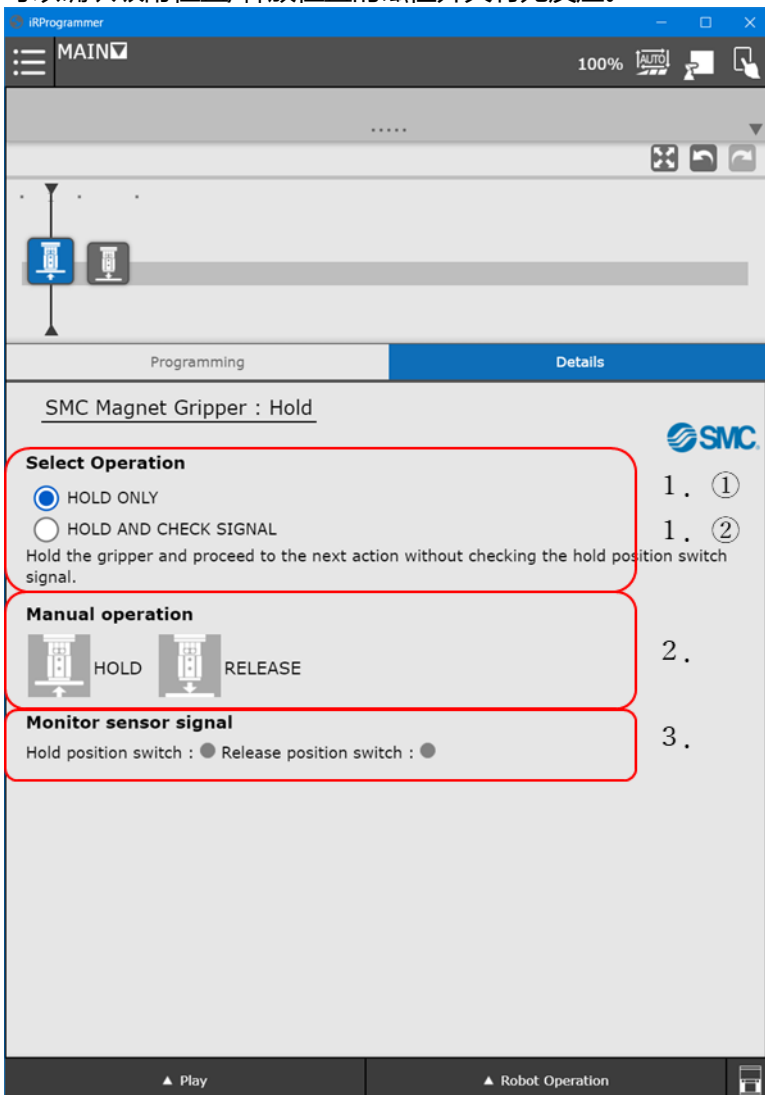 iRProgrammer
MAIN
100%
AUTO
Programming
Details
SMC Magnet Gripper : Hold
SMC.
Select Operation
HOLD ONLY
1. ①
HOLD AND CHECK SIGNAL
1. ②
Hold the gripper and proceed to the next action without checking the hold position switch
signal.
Manual operation
HOLD
RELEASE
2.
Monitor sensor signal
3.
Hold position switch : Release position switch :
▲ Play
▲ Robot Operation